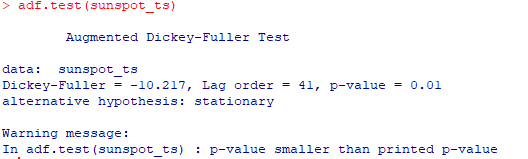 > adf.test(sunspot_ts)
Augmented Dickey-Fuller Test
data:  sunspot_ts
Dickey-Fuller = -10.217, Lag order = 41, p-value = 0.01
alternative hypothesis: stationary
Warning message:
In adf.test(sunspot_ts) : p-value smaller than printed p-value